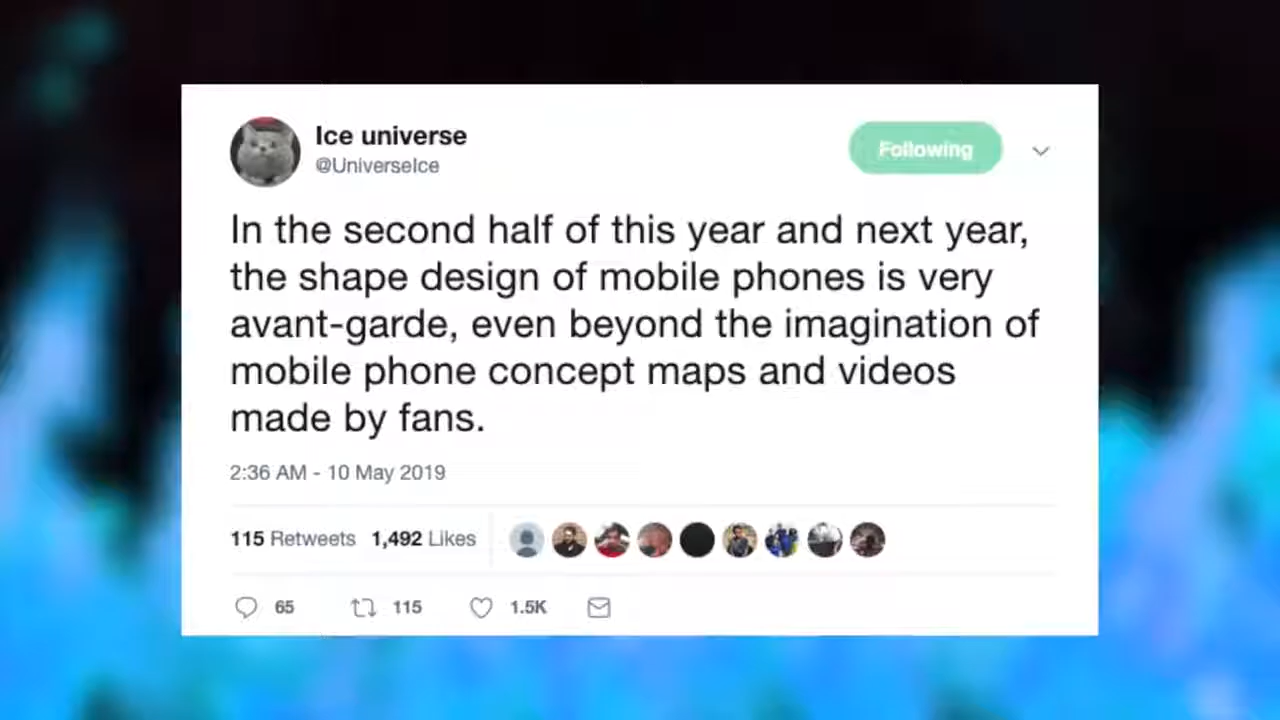 Ice universe
@UniverseIce
Following
In the second half of this year and next year,
the shape design of mobile phones is very
avant-garde, even beyond the imagination of
mobile phone concept maps and videos
made by fans.
2:36 AM - 10 May 2019
115 Retweets 1,492 Likes
65 115 1.5K